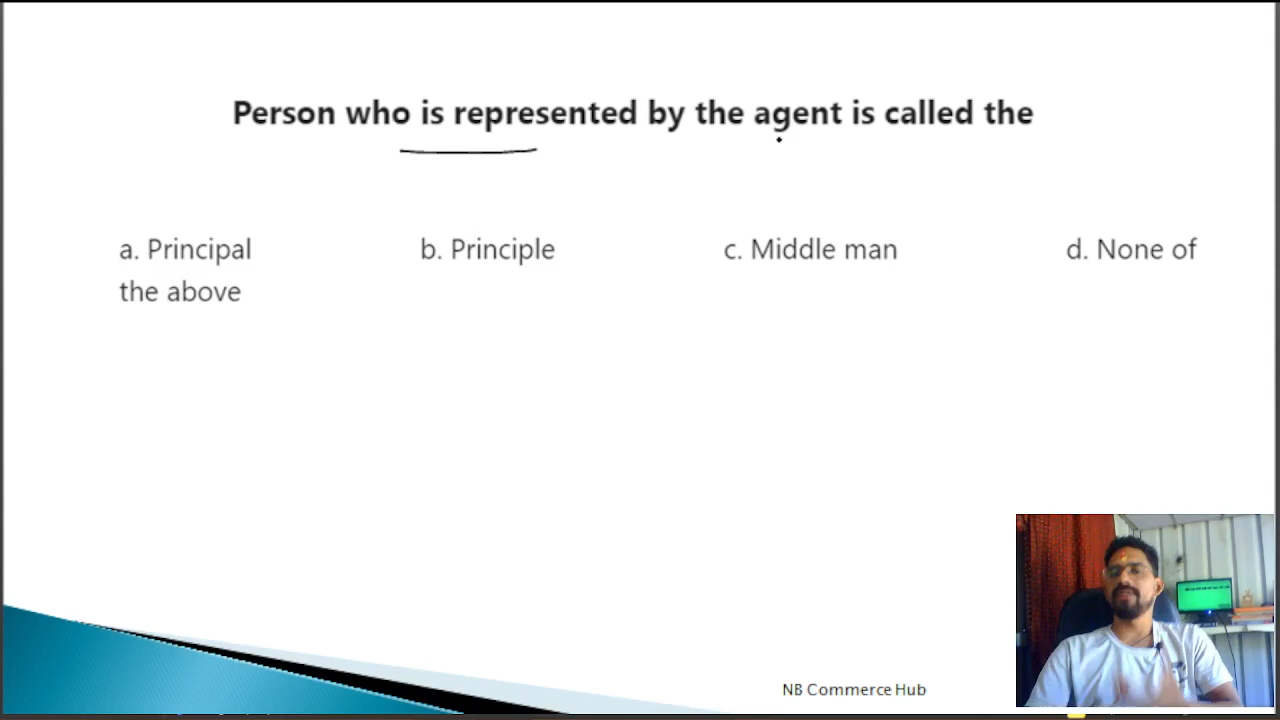 Person who is represented by the agent is called the
a. Principal b. Principle c. Middle man d. None of
the above
NB Commerce Hub